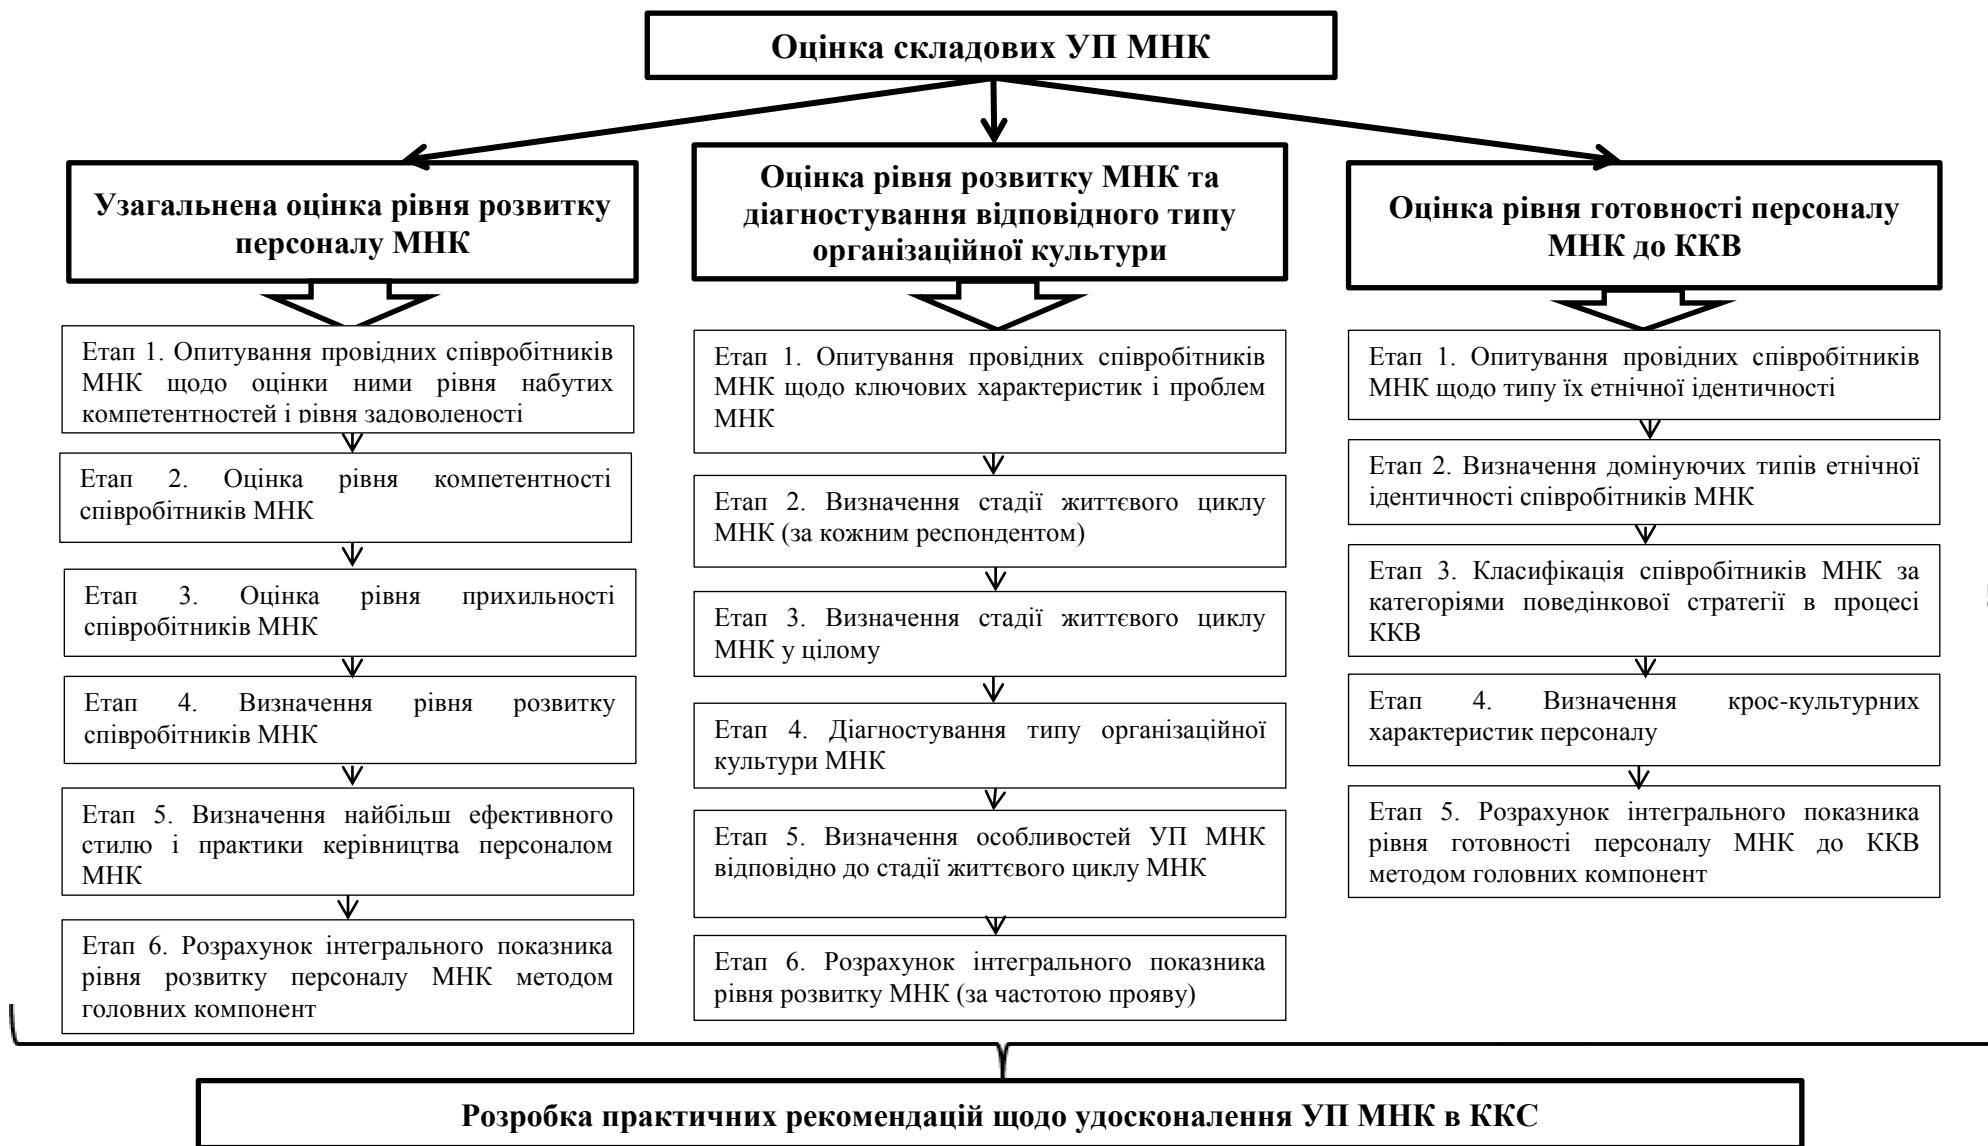 Оцінка складових УП МНК
Узагальнена оцінка рівня розвитку
персоналу МНК
Етап 1. Опитування провідних співробітників
МНК щодо оцінки ними рівня набутих
компетентностей і рівня задоволеності
Етап 2. Оцінка рівня компетентності
співробітників МНК
Етап 3. Оцінка рівня прихильності
співробітників МНК
Етап 4. Визначення рівня розвитку
співробітників МНК
Етап 5. Визначення найбільш ефективного
стилю і практики керівництва персоналом
МНК
Етап 6. Розрахунок інтегрального показника
рівня розвитку персоналу МНК методом
головних компонент
Оцінка рівня розвитку МНК та
діагностування відповідного типу
організаційної культури
Етап 1. Опитування провідних співробітників
МНК щодо ключових характеристик і проблем
МНК
Етап 2. Визначення стадії життєвого циклу
МНК (за кожним респондентом)
Етап 3. Визначення стадії життєвого циклу
МНК у цілому
Етап 4. Діагностування типу організаційної
культури МНК
Етап 5. Визначення особливостей УП МНК
відповідно до стадії життєвого циклу МНК
Етап 6. Розрахунок інтегрального показника
рівня розвитку МНК (за частотою прояву)
Оцінка рівня готовності персоналу
МНК до ККВ
Етап 1. Опитування провідних співробітників
МНК щодо типу їх етнічної ідентичності
Етап 2. Визначення домінуючих типів етнічної
ідентичності співробітників МНК
Етап 3. Класифікація співробітників МНК за
категоріями поведінкової стратегії в процесі
ККВ
Етап 4. Визначення крос-культурних
характеристик персоналу
Етап 5. Розрахунок інтегрального показника
рівня готовності персоналу МНК до ККВ
методом головних компонент
Розробка практичних рекомендацій щодо удосконалення УП МНК в ККС